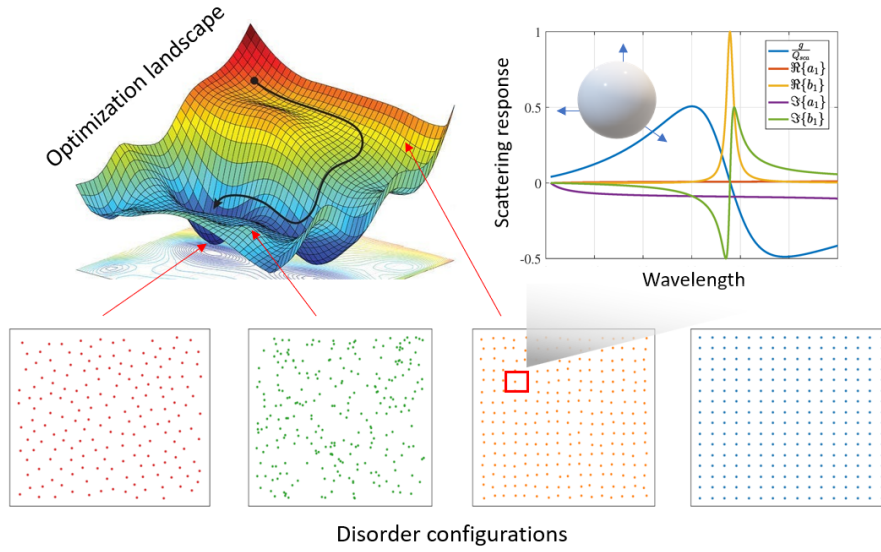 Optimization landscape
Scattering response
1
0.5
0
-0.5
g/Q_sca
ℜ{a₁}
ℜ{b₁}
ℑ{a₁}
ℑ{b₁}
Wavelength
Disorder configurations